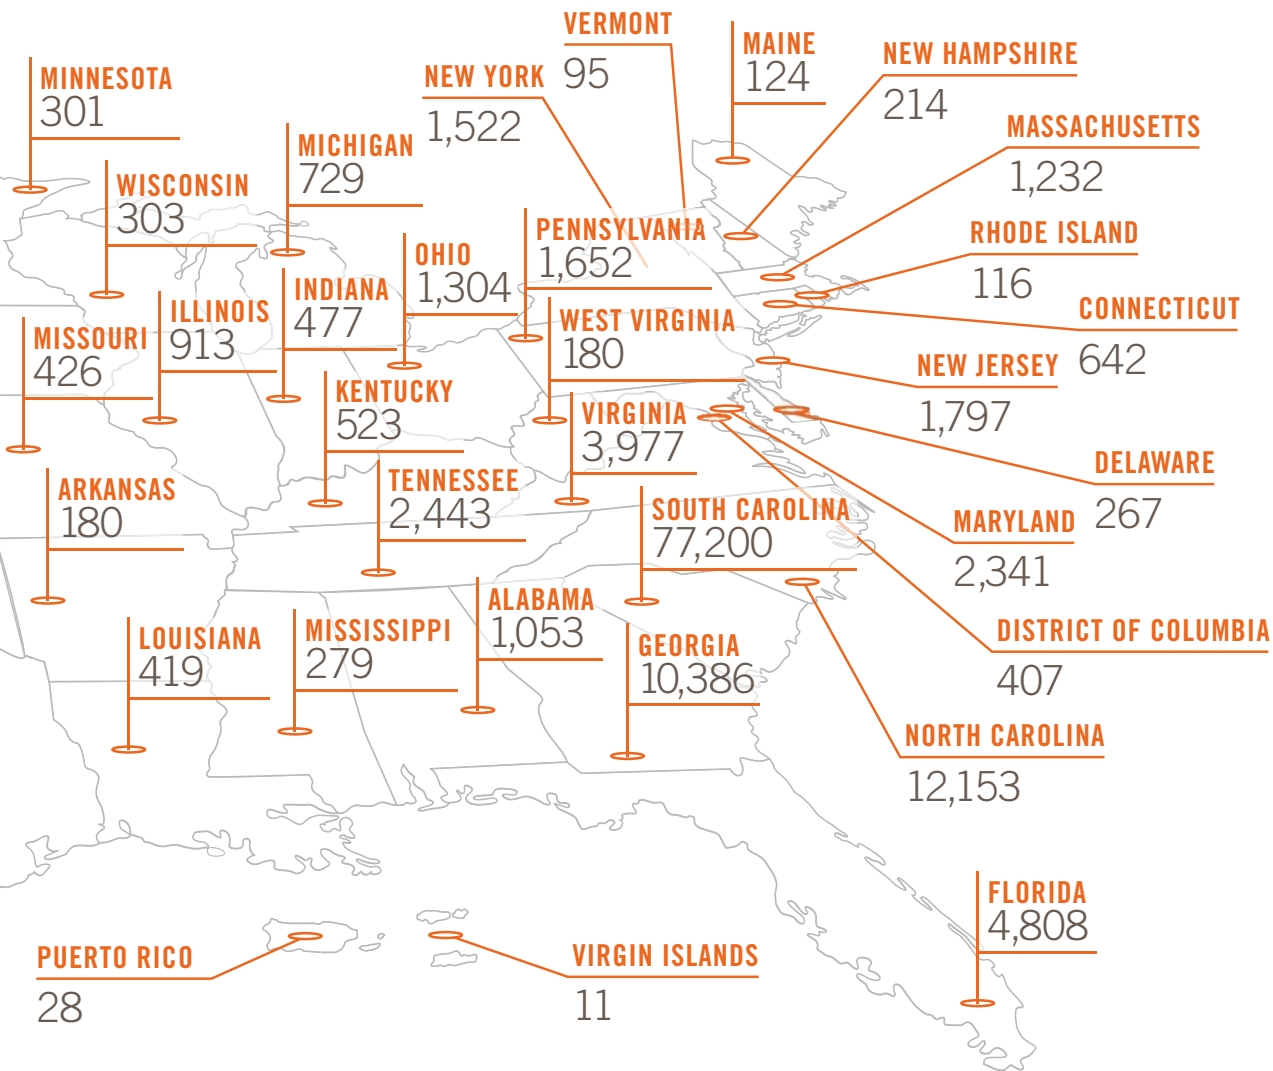 VERMONT
95
MAINE
124
NEW HAMPSHIRE
214
MINNESOTA
301
NEW YORK
1,522
MASSACHUSETTS
1,232
MICHIGAN
729
WISCONSIN
303
PENNSYLVANIA
1,652
RHODE ISLAND
116
OHIO
1,304
INDIANA
477
ILLINOIS
913
WEST VIRGINIA
180
CONNECTICUT
642
MISSOURI
426
NEW JERSEY
1,797
KENTUCKY
523
VIRGINIA
3,977
DELAWARE
267
ARKANSAS
180
TENNESSEE
2,443
SOUTH CAROLINA
77,200
MARYLAND
2,341
ALABAMA
1,053
LOUISIANA
419
MISSISSIPPI
279
GEORGIA
10,386
DISTRICT OF COLUMBIA
407
NORTH CAROLINA
12,153
FLORIDA
4,808
PUERTO RICO
28
VIRGIN ISLANDS
11